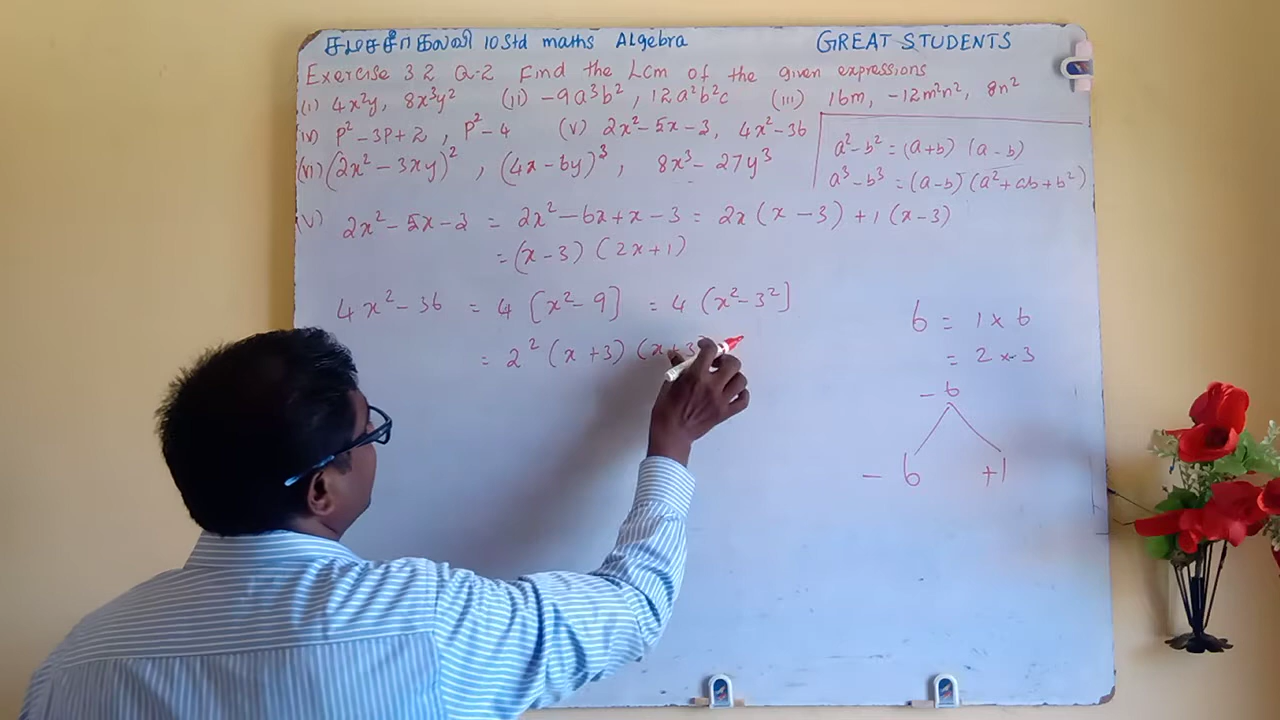 சமச்சீர் கல்வி 10 Std maths Algebra GREAT STUDENTS
Exercise 3 2 Q-2 Find the Lcm of the given expressions
(i) 4x²y, 8x³y² (ii) -9a³b², 12a²b²c (iii) 16m, -12m²n², 8n²
iv) p²-3p+2, p²-4 (v) 2x²-5x-3, 4x²-36
(vi) (2x²-3xy)², (4x-6y)³, 8x³-27y³
a²-b² = (a+b) (a-b)
a³-b³ = (a-b) (a²+ab+b²)
v) 2x²-5x-3 = 2x²-6x+x-3 = 2x(x-3)+1(x-3)
=(x-3) (2x+1)
4x²-36 = 4[x²-9] = 4(x²-3²]
= 2²(x+3) (x+3
6 = 1×6
= 2×3
-6
-6 +1